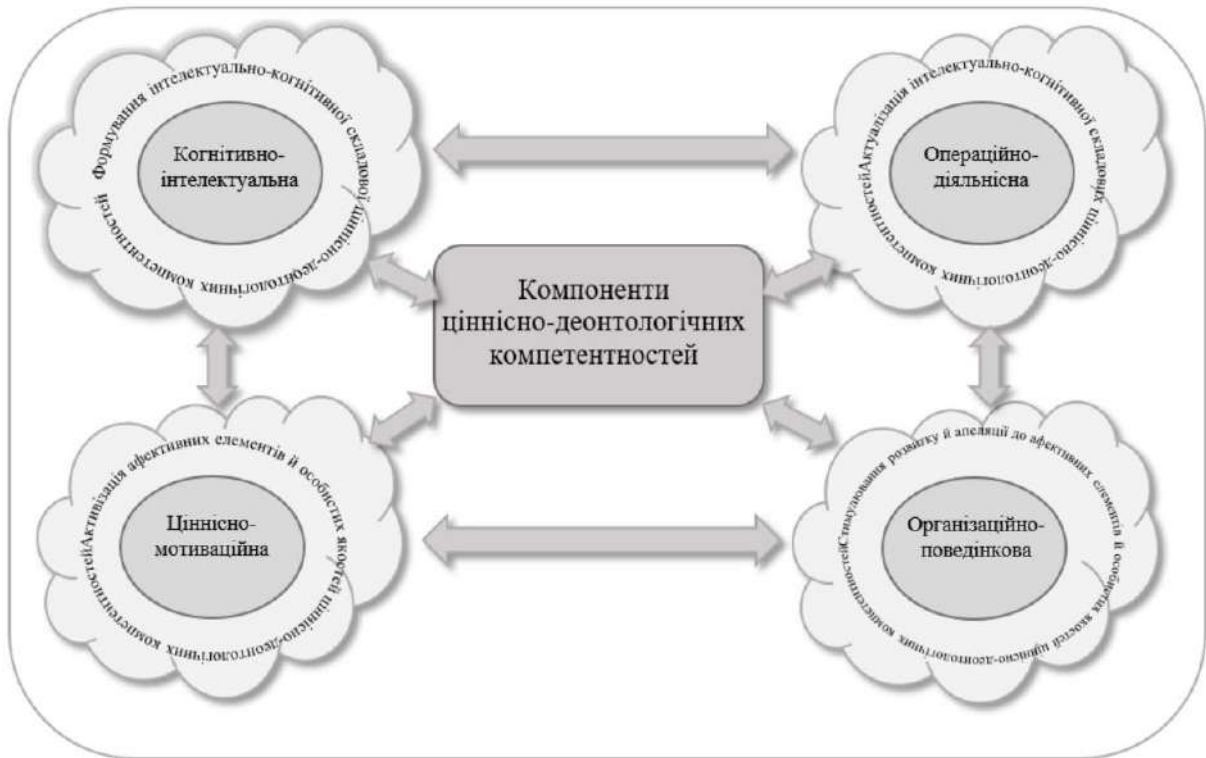 Формування інтелектуально-когнітивної складової ціннісно-деонтологічних компетентностей
Когнітивно-
інтелектуальна
Актуалізація інтелектуально-когнітивної складових ціннісно-деонтологічних компетентностей
Операційно-
діяльнісна
Компоненти
ціннісно-деонтологічних
компетентностей
Активізація афективних елементів й особистих якостей ціннісно-деонтологічних компетентностей
Ціннісно-
мотиваційна
Стимулювання розвитку й апеляції до афективних елементів й особистих якостей ціннісно-деонтологічних компетентностей
Організаційно-
поведінкова